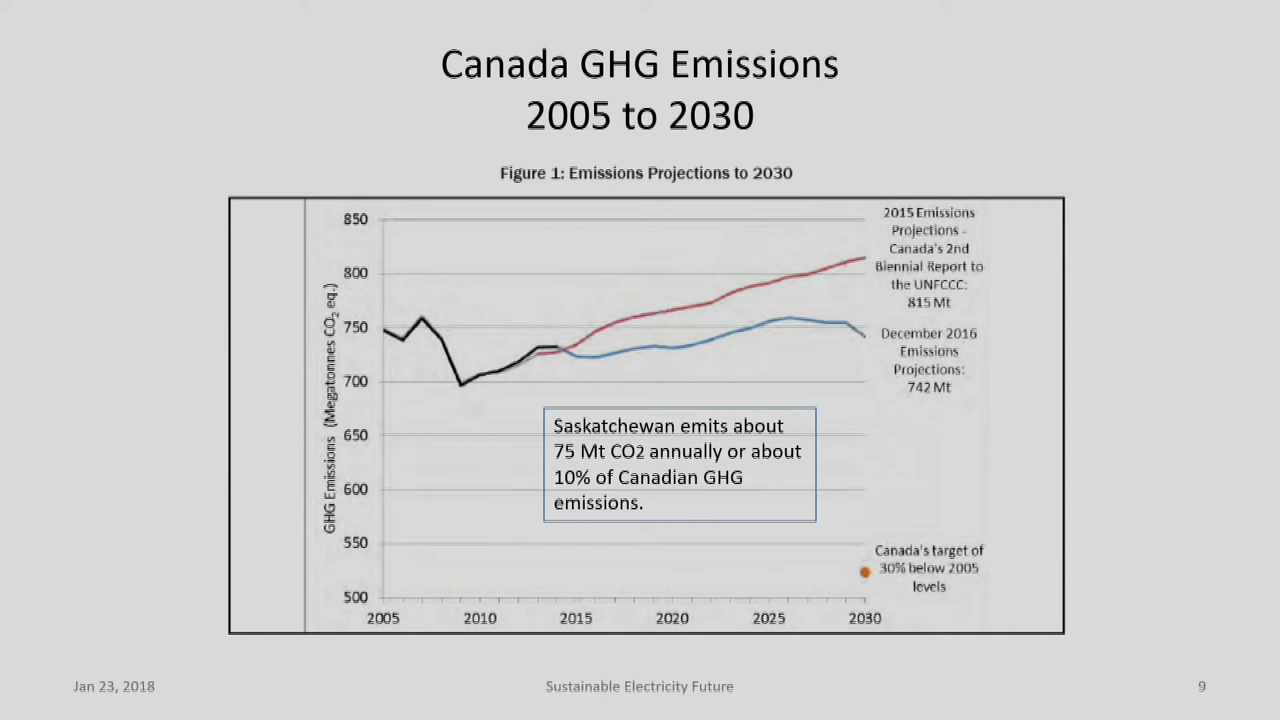 Canada GHG Emissions
2005 to 2030
Figure 1: Emissions Projections to 2030
GHG Emissions (Megatonnes CO2 eq.)
850
800
750
700
650
600
550
500
2005
2010
2015
2020
2025
2030
2015 Emissions
Projections -
Canada's 2nd
Biennial Report to
the UNFCCC:
815 Mt
December 2016
Emissions
Projections:
742 Mt
Saskatchewan emits about
75 Mt CO2 annually or about
10% of Canadian GHG
emissions.
Canada's target of
30% below 2005
levels
Jan 23, 2018
Sustainable Electricity Future
9